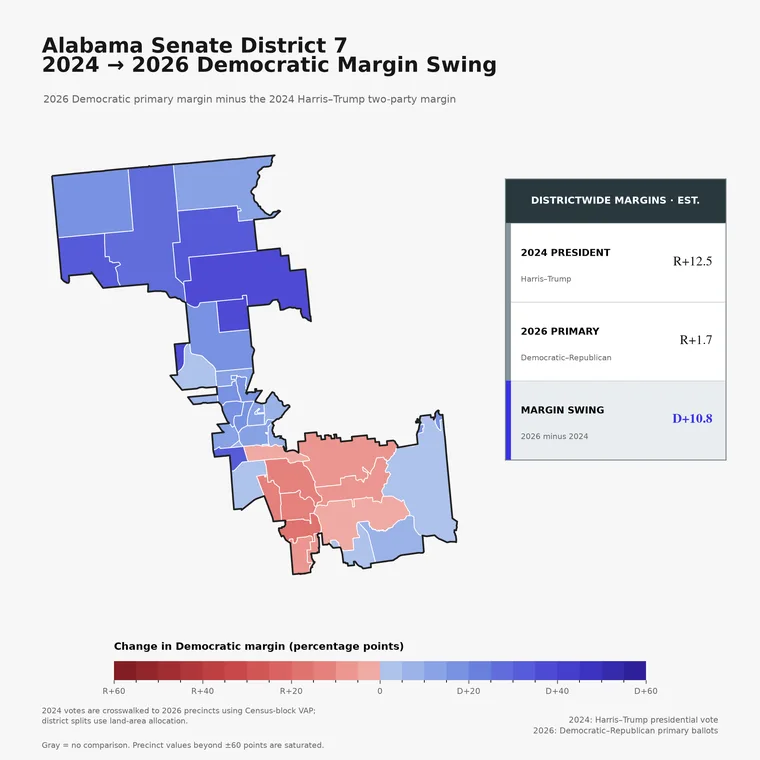 Alabama Senate District 7
2024 → 2026 Democratic Margin Swing
2026 Democratic primary margin minus the 2024 Harris–Trump two-party margin
DISTRICTWIDE MARGINS · EST.
2024 PRESIDENT
R+12.5
Harris–Trump
2026 PRIMARY
R+1.7
Democratic–Republican
MARGIN SWING
D+10.8
2026 minus 2024
Change in Democratic margin (percentage points)
R+60 R+40 R+20 0 D+20 D+40 D+60
2024 votes are crosswalked to 2026 precincts using Census-block VAP;
district splits use land-area allocation.
2024: Harris–Trump presidential vote
2026: Democratic–Republican primary ballots
Gray = no comparison. Precinct values beyond ±60 points are saturated.